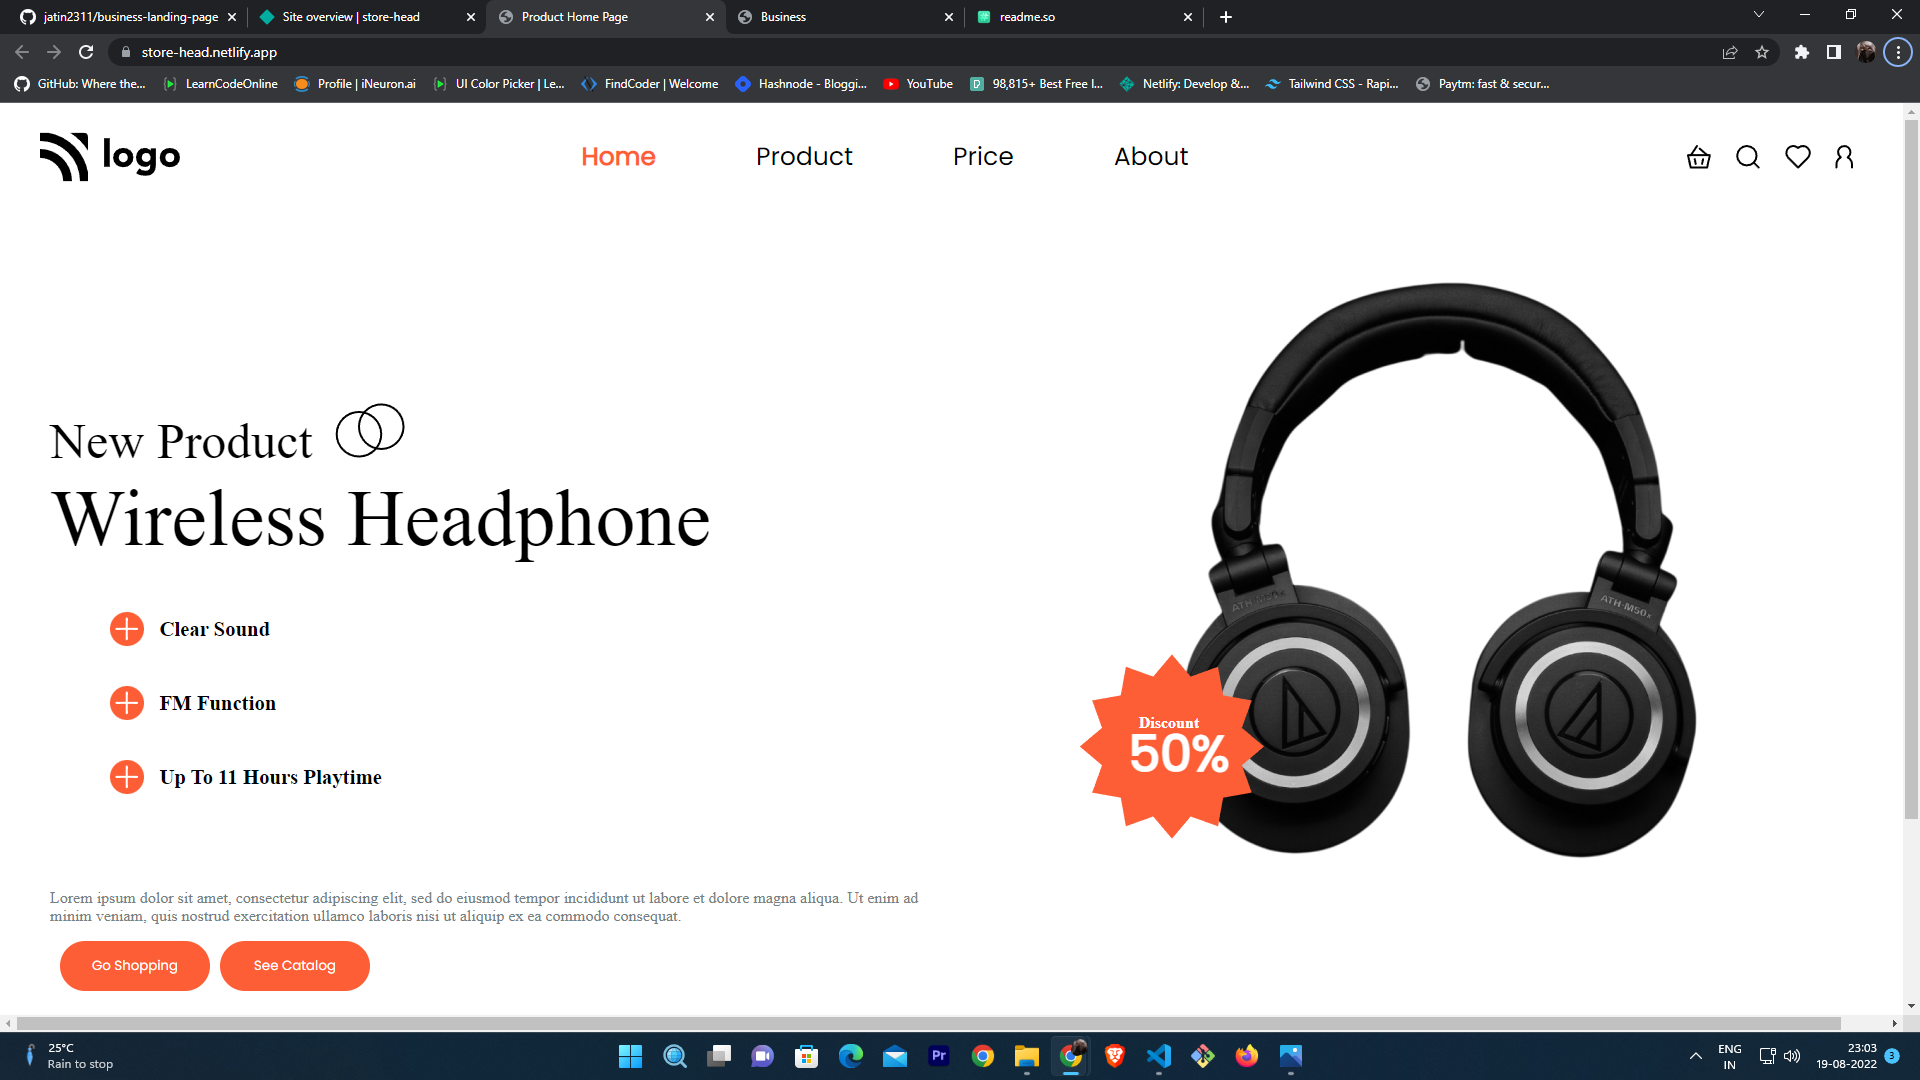 jatin2311/business-landing-page
Site overview | store-head
Product Home Page
Business
readme.so
store-head.netlify.app
GitHub: Where the...
LearnCodeOnline
Profile | iNeuron.ai
UI Color Picker | Le...
FindCoder | Welcome
Hashnode - Bloggi...
YouTube
98,815+ Best Free I...
Netlify: Develop &...
Tailwind CSS - Rapi...
Paytm: fast & secur...
logo
Home
Product
Price
About
New Product
Wireless Headphone
Clear Sound
FM Function
Up To 11 Hours Playtime
ATH-M50x
ATH-M50x
Discount
50%
Lorem ipsum dolor sit amet, consectetur adipiscing elit, sed do eiusmod tempor incididunt ut labore et dolore magna aliqua. Ut enim ad
minim veniam, quis nostrud exercitation ullamco laboris nisi ut aliquip ex ea commodo consequat.
Go Shopping
See Catalog
25°C
Rain to stop
Pr
ENG
IN
23:03
19-08-2022
3